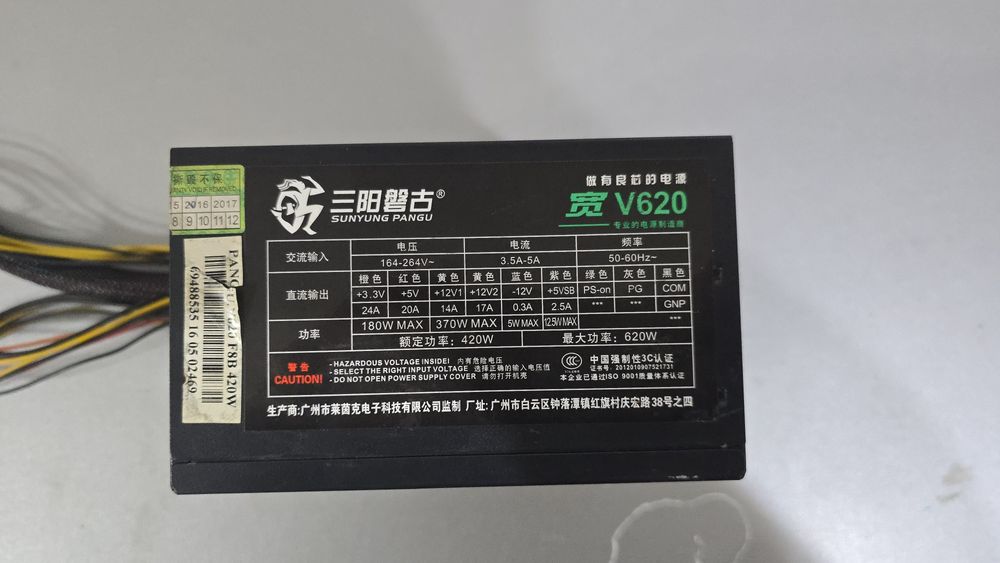 撕毁不保
ANTY VOID IF REMOVED
5 2016 2017
8 9 10 11 12
三阳磐古®
SUNYUNG PANGU
做有良芯的电源
宽 V620
专业的电源制造商
交流输入 电压 电流 频率
164-264V~ 3.5A-5A 50-60Hz~
直流输出 橙色 红色 黄色 黄色 蓝色 紫色 绿色 灰色 黑色
+3.3V +5V +12V1 +12V2 -12V +5VSB PS-on PG COM
24A 20A 14A 17A 0.3A 2.5A *** *** GNP
功率 180W MAX 370W MAX 5W MAX 12.5W MAX ***
额定功率：420W 最大功率：620W
警告
CAUTION!
- HAZARDOUS VOLTAGE INSIDE! 内有危险电压
- SELECT THE RIGHT INPUT VOLTAGE 选择正确的输入电压值
- DO NOT OPEN POWER SUPPLY COVER 请勿打开机壳
CCC
中国强制性3C认证
证书号：2012010907521731
本企业已通过ISO 9001质量体系认证
生产商:广州市莱茵克电子科技有限公司监制 厂址:广州市白云区钟落潭镇红旗村庆宏路38号之四
F8B 420W
69488535 16 05 02469